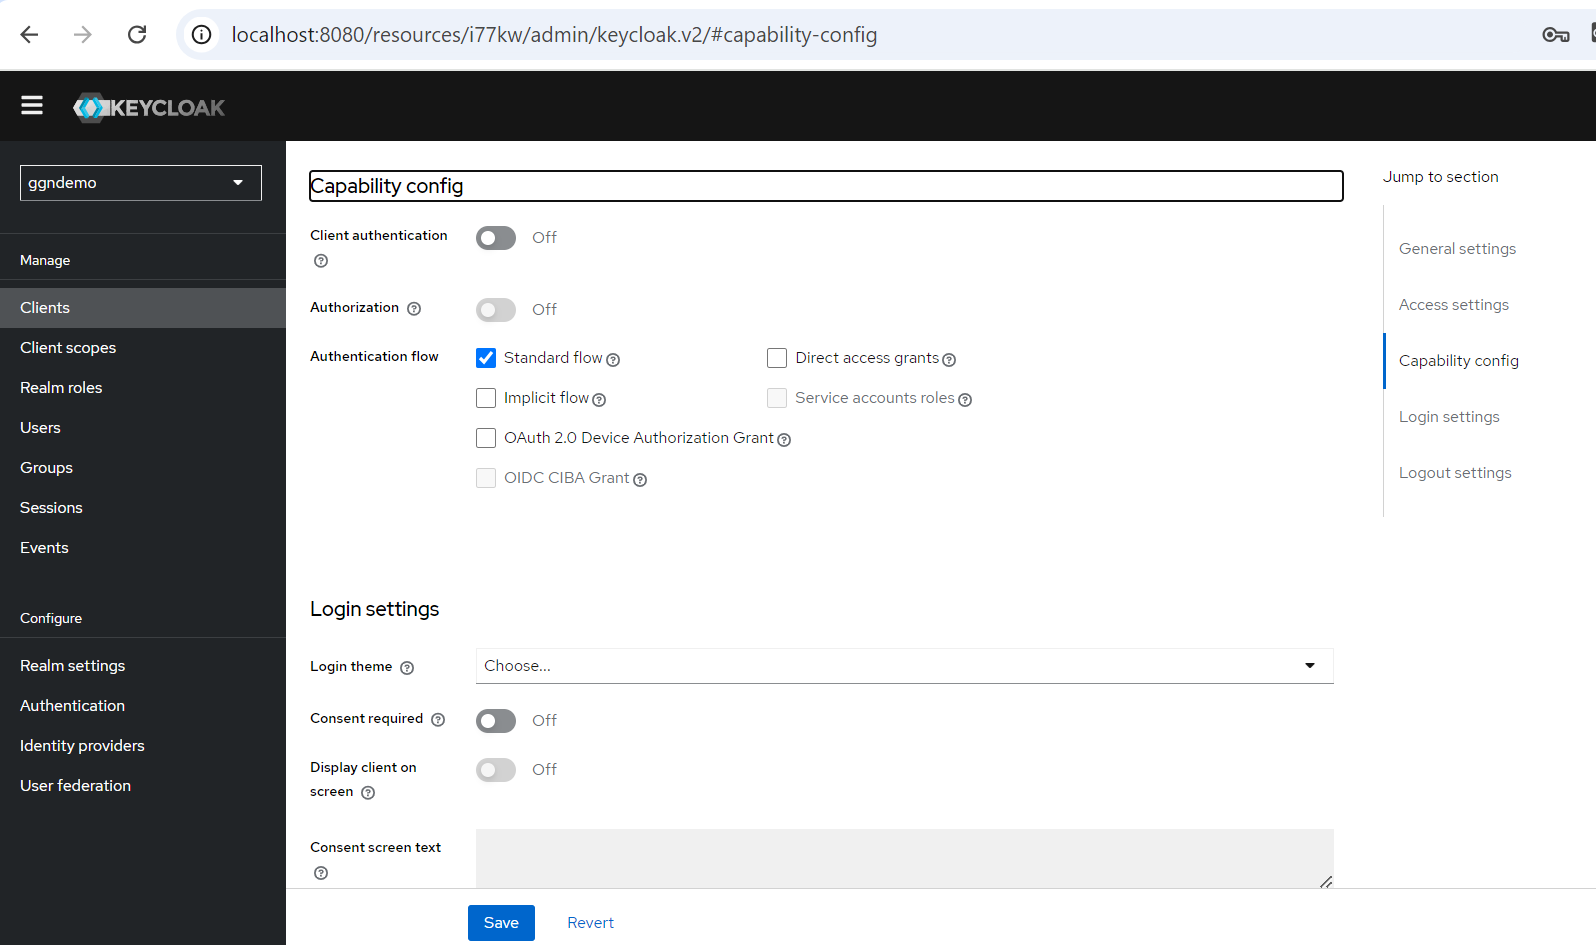 localhost:8080/resources/i77kw/admin/keycloak.v2/#capability-config
KEYCLOAK
ggndemo
Manage
Clients
Client scopes
Realm roles
Users
Groups
Sessions
Events
Configure
Realm settings
Authentication
Identity providers
User federation
Capability config
Client authentication
Off
Authorization
Off
Authentication flow
Standard flow
Direct access grants
Implicit flow
Service accounts roles
OAuth 2.0 Device Authorization Grant
OIDC CIBA Grant
Login settings
Login theme
Choose...
Consent required
Off
Display client on
screen
Off
Consent screen text
Save
Revert
Jump to section
General settings
Access settings
Capability config
Login settings
Logout settings